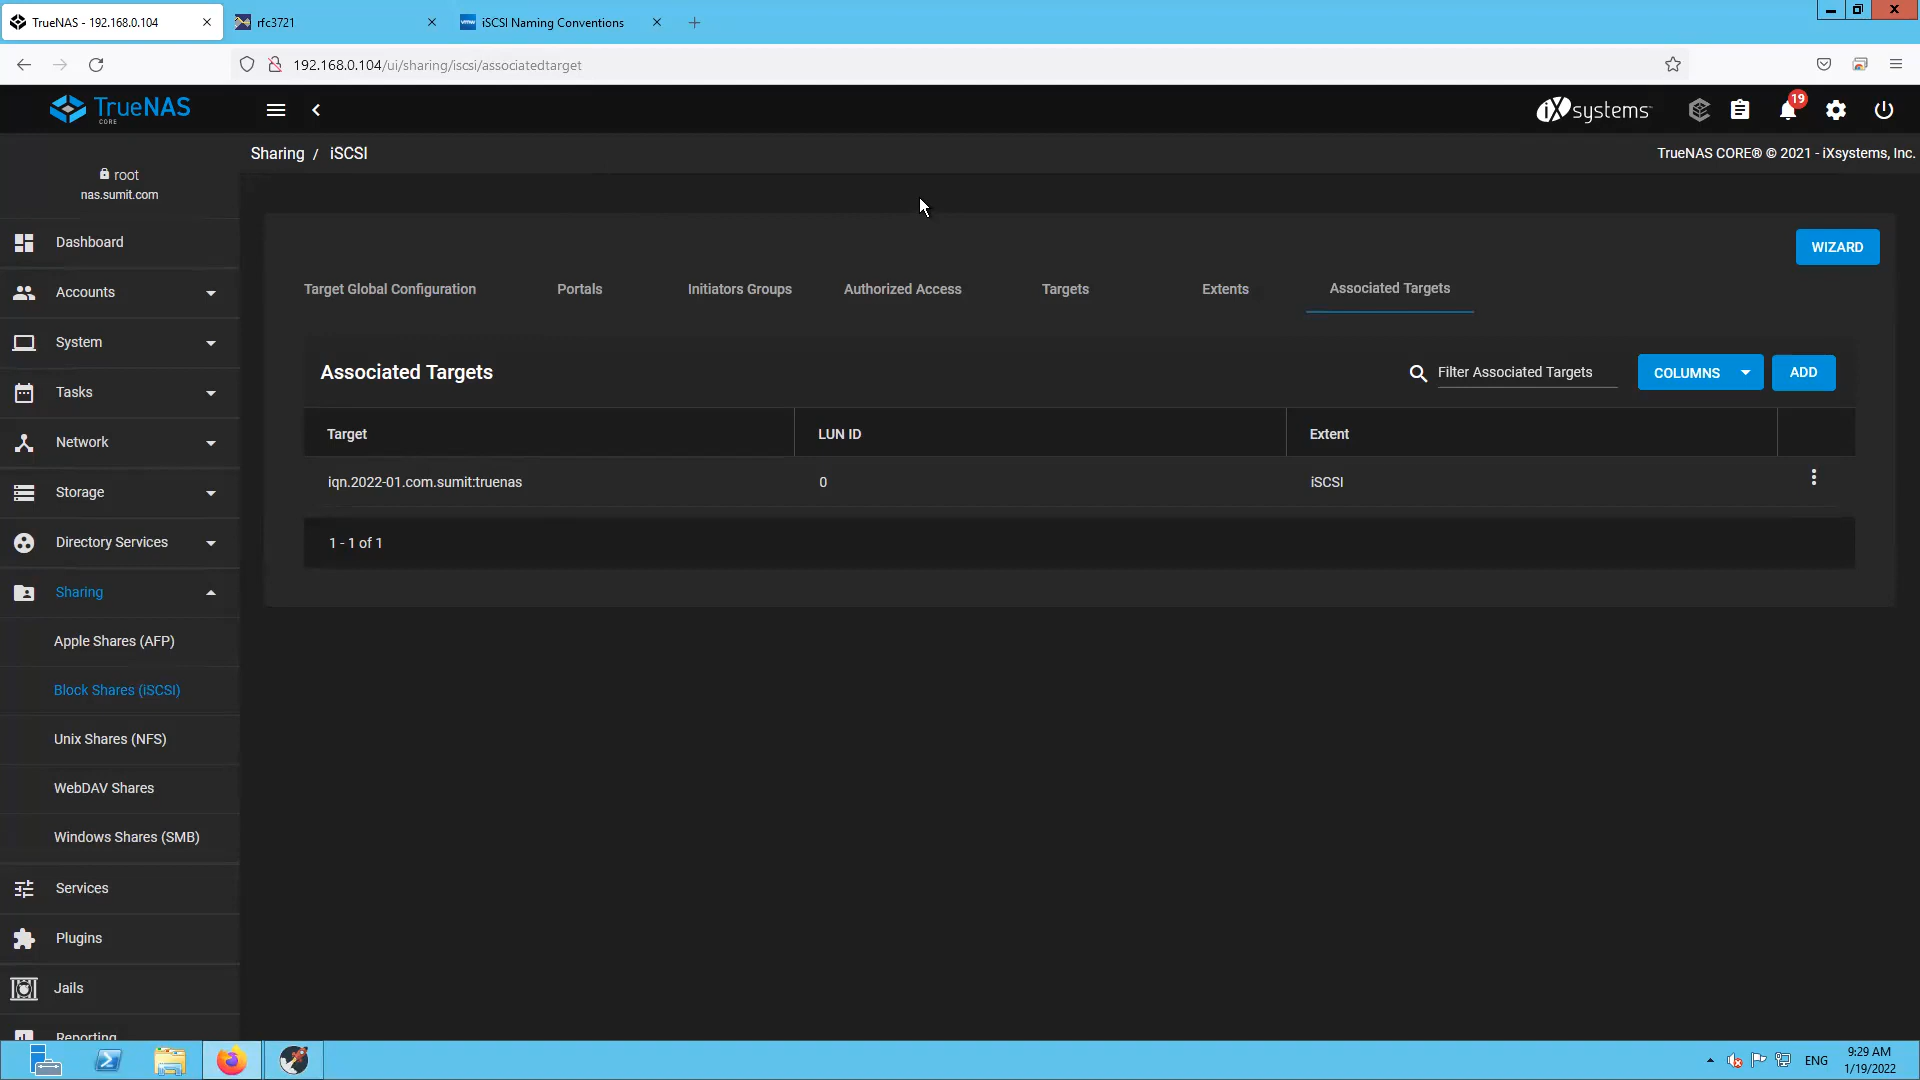 TrueNAS - 192.168.0.104
rfc3721
vmw
iSCSI Naming Conventions
192.168.0.104/ui/sharing/iscsi/associatedtarget
TrueNAS
CORE
iXsystems
19
Sharing / iSCSI
TrueNAS CORE® © 2021 - iXsystems, Inc.
root
nas.sumit.com
Dashboard
Accounts
System
Tasks
Network
Storage
Directory Services
Sharing
Apple Shares (AFP)
Block Shares (iSCSI)
Unix Shares (NFS)
WebDAV Shares
Windows Shares (SMB)
Services
Plugins
Jails
Reporting
WIZARD
Target Global Configuration
Portals
Initiators Groups
Authorized Access
Targets
Extents
Associated Targets
Associated Targets
Filter Associated Targets
COLUMNS
ADD
Target
LUN ID
Extent
iqn.2022-01.com.sumit:truenas
0
iSCSI
1 - 1 of 1
ENG
9:29 AM
1/19/2022